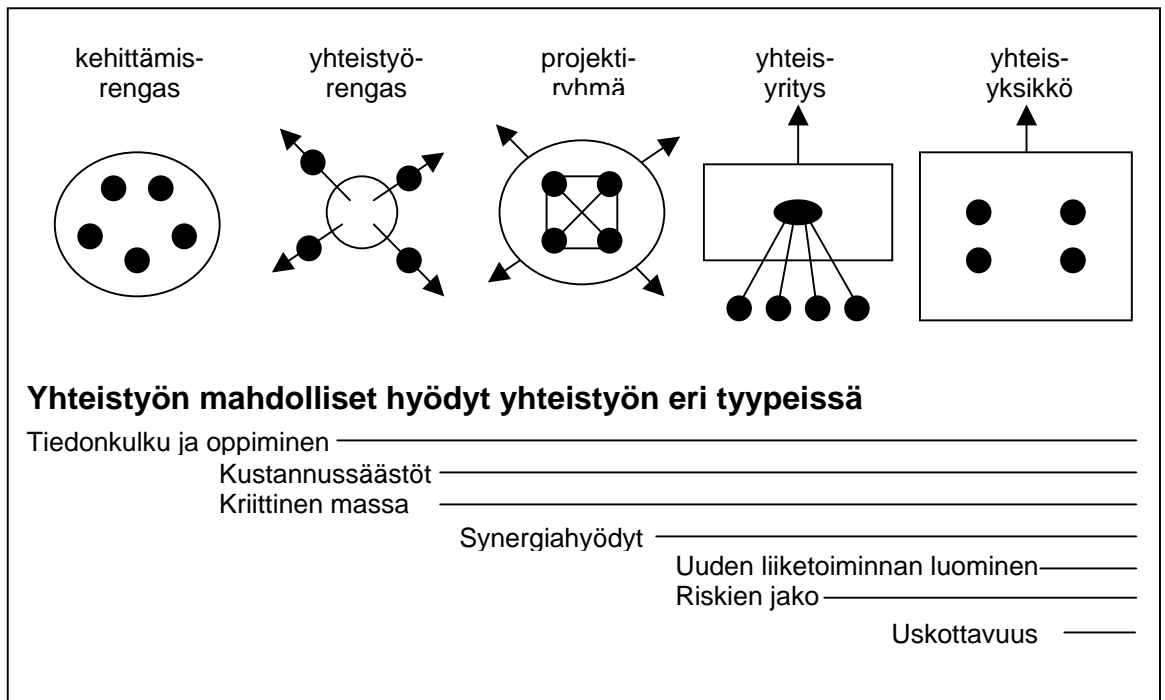 kehittämis-
rengas
yhteistyö-
rengas
projekti-
ryhmä
yhteis-
yritys
yhteis-
yksikkö
Yhteistyön mahdolliset hyödyt yhteistyön eri tyypeissä
Tiedonkulku ja oppiminen
Kustannussäästöt
Kriittinen massa
Synergiahyödyt
Uuden liiketoiminnan luominen
Riskien jako
Uskottavuus